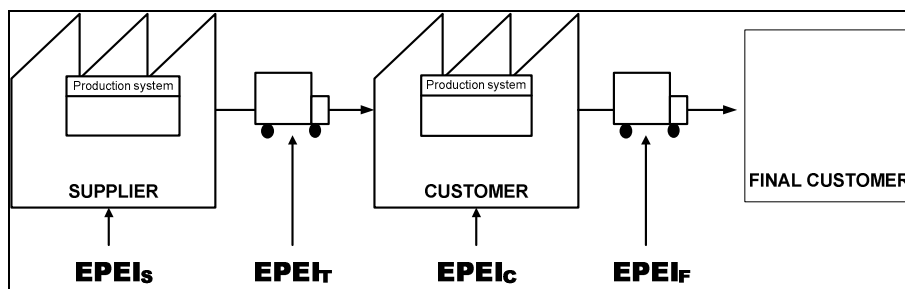 Production system
SUPPLIER
Production system
CUSTOMER
FINAL CUSTOMER
EPEIS
EPEIT
EPEIC
EPEIF